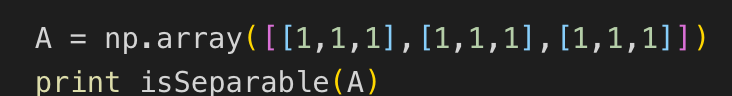 A = np.array([[1,1,1],[1,1,1],[1,1,1]])
print isSeparable(A)